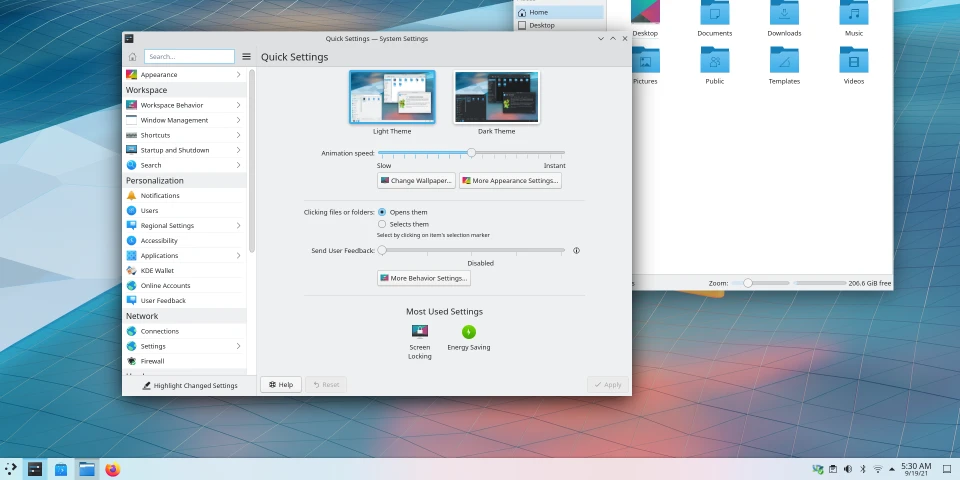 Home
Desktop
Desktop
Documents
Downloads
Music
Pictures
Public
Templates
Videos
Zoom:
206.6 GiB free
Quick Settings — System Settings
Search...
Quick Settings
Appearance
Workspace
Workspace Behavior
Window Management
Shortcuts
Startup and Shutdown
Search
Personalization
Notifications
Users
Regional Settings
Accessibility
Applications
KDE Wallet
Online Accounts
User Feedback
Network
Connections
Settings
Firewall
Highlight Changed Settings
Light Theme
Dark Theme
Animation speed:
Slow
Instant
Change Wallpaper...
More Appearance Settings...
Clicking files or folders:
Opens them
Selects them
Select by clicking on item's selection marker
Send User Feedback:
Disabled
More Behavior Settings...
Most Used Settings
Screen
Locking
Energy Saving
Help
Reset
Apply
5:30 AM
9/19/21